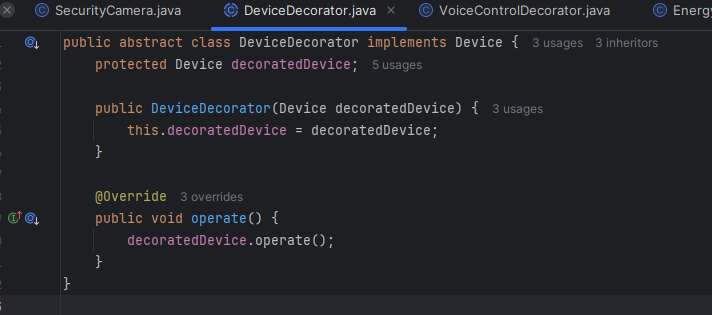 SecurityCamera.java DeviceDecorator.java VoiceControlDecorator.java Energy
public abstract class DeviceDecorator implements Device { 3 usages 3 inheritors
protected Device decoratedDevice; 5 usages
public DeviceDecorator(Device decoratedDevice) { 3 usages
this.decoratedDevice = decoratedDevice;
}
@Override 3 overrides
public void operate() {
decoratedDevice.operate();
}
}